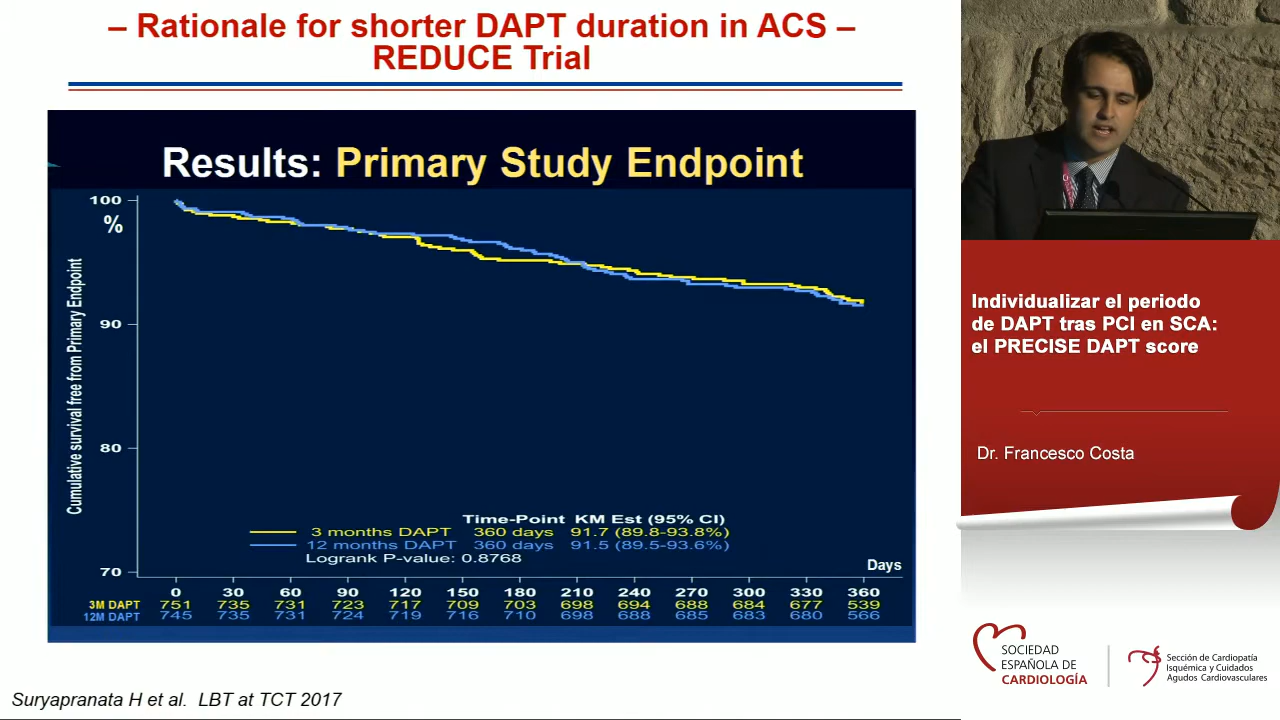 – Rationale for shorter DAPT duration in ACS –
REDUCE Trial
Results: Primary Study Endpoint
100
%
90
80
70
Cumulative survival free from Primary Endpoint
Time-Point KM Est (95% CI)
3 months DAPT 360 days 91.7 (89.8-93.8%)
12 months DAPT 360 days 91.5 (89.5-93.6%)
Logrank P-value: 0.8768
Days
0 30 60 90 120 150 180 210 240 270 300 330 360
3M DAPT 751 735 731 723 717 709 703 698 694 688 684 677 539
12M DAPT 745 735 731 724 719 716 710 698 688 685 683 680 566
Suryapranata H et al. LBT at TCT 2017
Individualizar el periodo
de DAPT tras PCI en SCA:
el PRECISE DAPT score
Dr. Francesco Costa
SOCIEDAD
ESPAÑOLA DE
CARDIOLOGÍA
Sección de Cardiopatía
Isquémica y Cuidados
Agudos Cardiovasculares